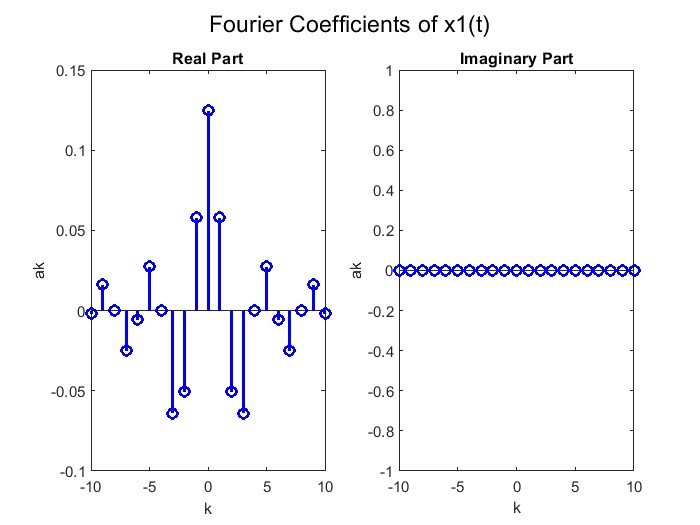 Fourier Coefficients of x1(t)
Real Part
0.15
0.1
0.05
0
-0.05
-0.1
ak
-10 -5 0 5 10
k
Imaginary Part
1
0.8
0.6
0.4
0.2
0
-0.2
-0.4
-0.6
-0.8
-1
ak
-10 -5 0 5 10
k